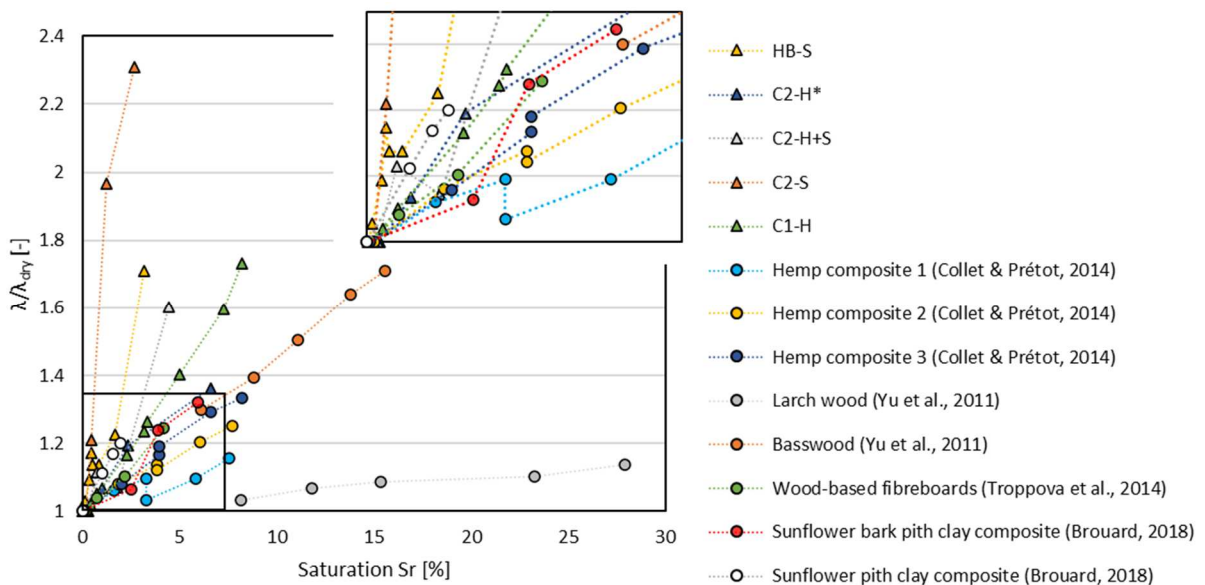 2.4
2.2
2
1.8
1.6
1.4
1.2
1
λ/λdry [-]
0
5
10
15
20
25
30
Saturation Sr [%]
HB-S
C2-H*
C2-H+S
C2-S
C1-H
Hemp composite 1 (Collet & Prétot, 2014)
Hemp composite 2 (Collet & Prétot, 2014)
Hemp composite 3 (Collet & Prétot, 2014)
Larch wood (Yu et al., 2011)
Basswood (Yu et al., 2011)
Wood-based fibreboards (Troppova et al., 2014)
Sunflower bark pith clay composite (Brouard, 2018)
Sunflower pith clay composite (Brouard, 2018)